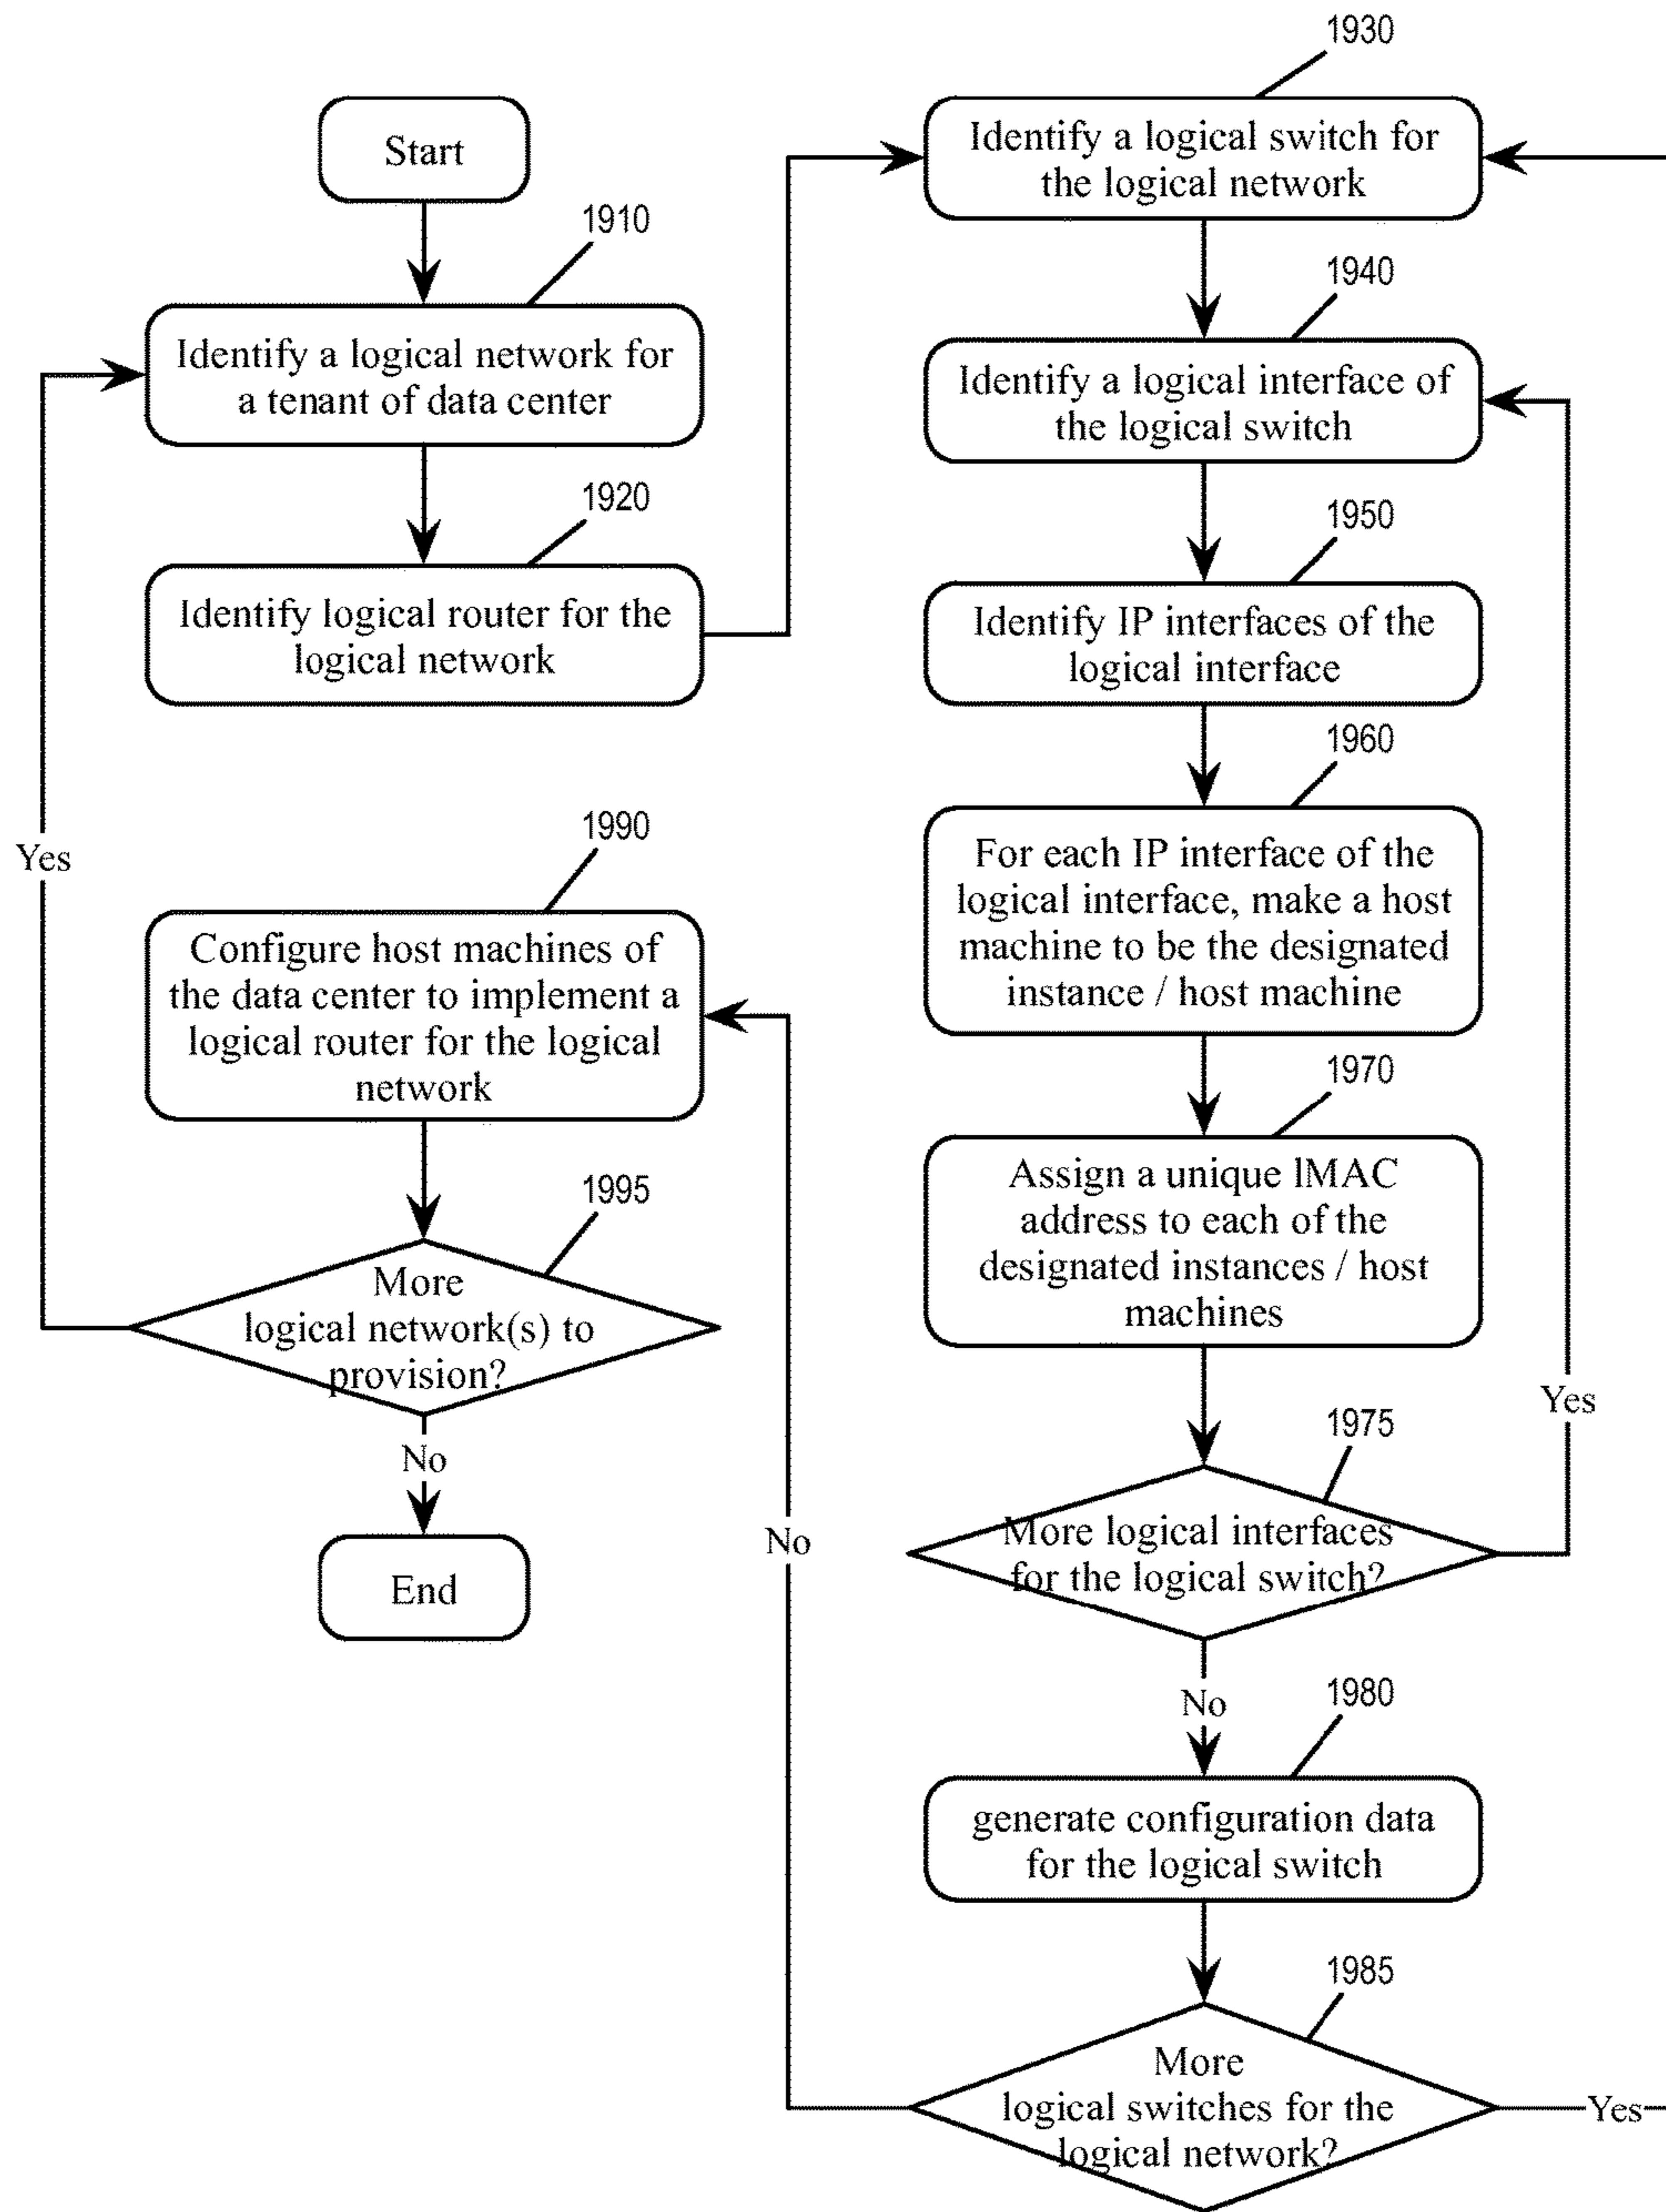 Start
1910
Identify a logical network for
a tenant of data center
1920
Identify logical router for the
logical network
1930
Identify a logical switch for
the logical network
1940
Identify a logical interface of
the logical switch
1950
Identify IP interfaces of the
logical interface
1960
For each IP interface of the
logical interface, make a host
machine to be the designated
instance / host machine
1970
Assign a unique lMAC
address to each of the
designated instances / host
machines
1975
More logical interfaces
for the logical switch?
Yes
No
1980
generate configuration data
for the logical switch
1985
More
logical switches for the
logical network?
Yes
No
1990
Configure host machines of
the data center to implement a
logical router for the logical
network
1995
More
logical network(s) to
provision?
Yes
No
End